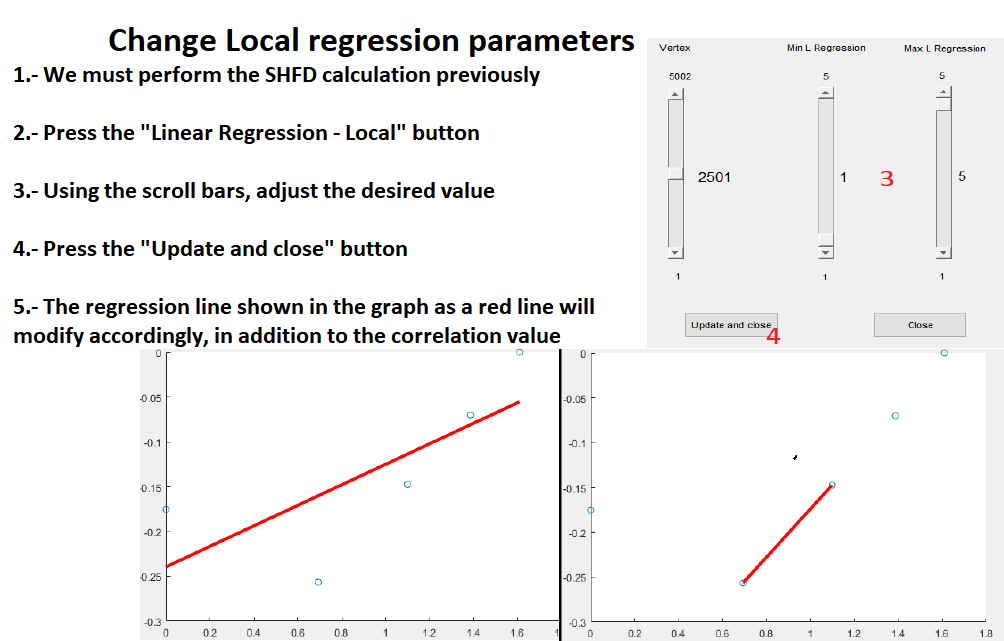 Change Local regression parameters
1.- We must perform the SHFD calculation previously
2.- Press the "Linear Regression - Local" button
3.- Using the scroll bars, adjust the desired value
4.- Press the "Update and close" button
5.- The regression line shown in the graph as a red line will
modify accordingly, in addition to the correlation value
Vertex Min L Regression Max L Regression
5002 5 5
2501 1 3 5
1 1 1
Update and close Close
4
0
-0.05
-0.1
-0.15
-0.2
-0.25
-0.3
0 0.2 0.4 0.6 0.8 1 1.2 1.4 1.6 1
0
-0.05
-0.1
-0.15
-0.2
-0.25
-0.3
0 0.2 0.4 0.6 0.8 1 1.2 1.4 1.6 1.8